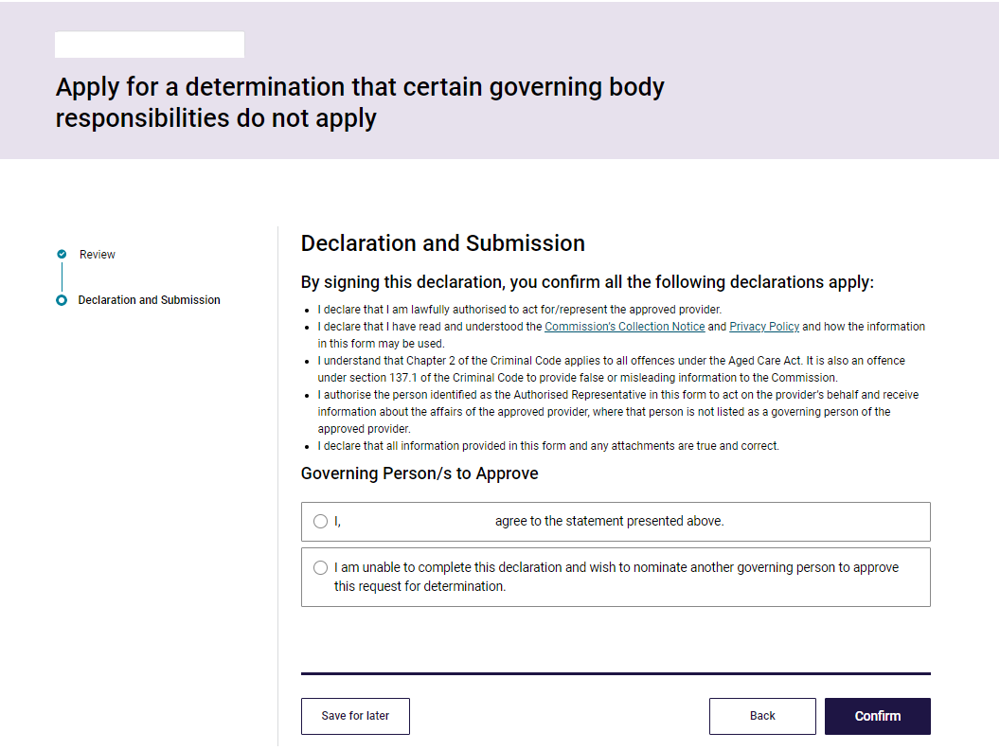 Apply for a determination that certain governing body
responsibilities do not apply
Review
Declaration and Submission
Declaration and Submission
By signing this declaration, you confirm all the following declarations apply:
• I declare that I am lawfully authorised to act for/represent the approved provider.
• I declare that I have read and understood the Commission's Collection Notice and Privacy Policy and how the information
in this form may be used.
• I understand that Chapter 2 of the Criminal Code applies to all offences under the Aged Care Act. It is also an offence
under section 137.1 of the Criminal Code to provide false or misleading information to the Commission.
• I authorise the person identified as the Authorised Representative in this form to act on the provider's behalf and receive
information about the affairs of the approved provider, where that person is not listed as a governing person of the
approved provider.
• I declare that all information provided in this form and any attachments are true and correct.
Governing Person/s to Approve
I, agree to the statement presented above.
I am unable to complete this declaration and wish to nominate another governing person to approve
this request for determination.
Save for later
Back
Confirm